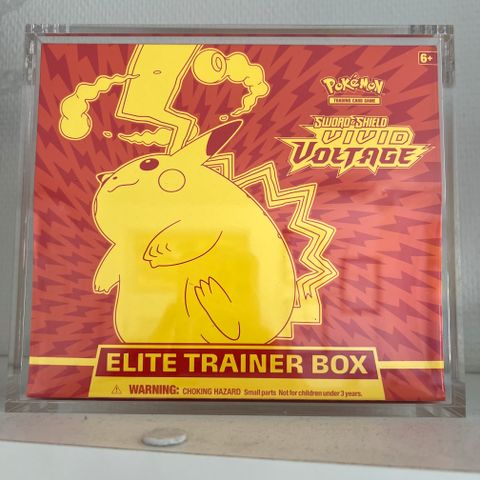 6+
POKÉMON
TRADING CARD GAME
SWORD & SHIELD
VIVID
VOLTAGE
ELITE TRAINER BOX
WARNING: CHOKING HAZARD Small parts Not for children under 3 years.